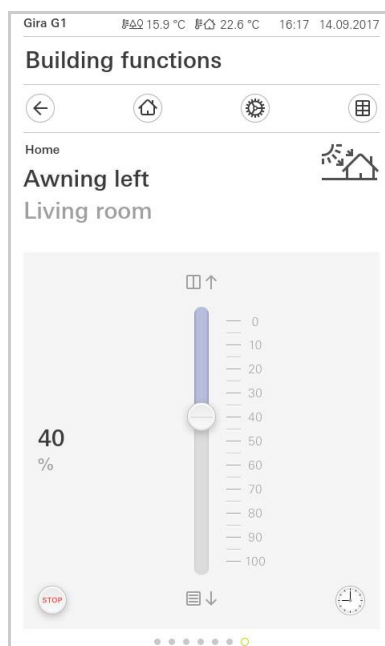 Gira G1 15.9 °C 22.6 °C 16:17 14.09.2017
Building functions
Home
Awning left
Living room
0
10
20
30
40
50
60
70
80
90
100
40
%
STOP